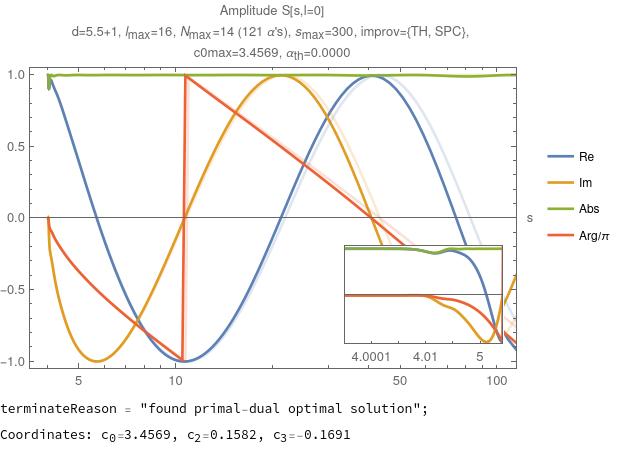 Amplitude S[s,l=0]
d=5.5+1, lmax=16, Nmax=14 (121 α's), smax=300, improv={TH, SPC},
c0max=3.4569, αth=0.0000
1.0
0.5
0.0
-0.5
-1.0
s
Re
Im
Abs
Arg/π
4.0001 4.01 5
5 10 50 100
terminateReason = "found primal-dual optimal solution";
Coordinates: c0=3.4569, c2=0.1582, c3=-0.1691